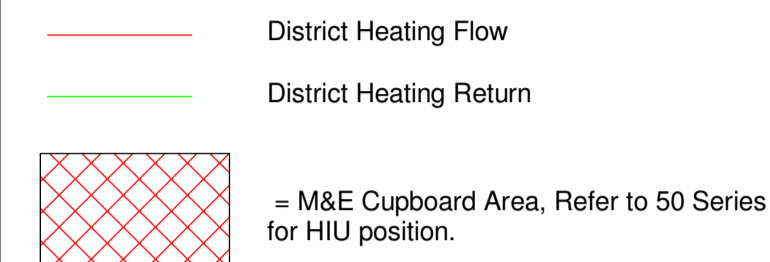 District Heating Flow
District Heating Return
= M&E Cupboard Area, Refer to 50 Series
for HIU position.